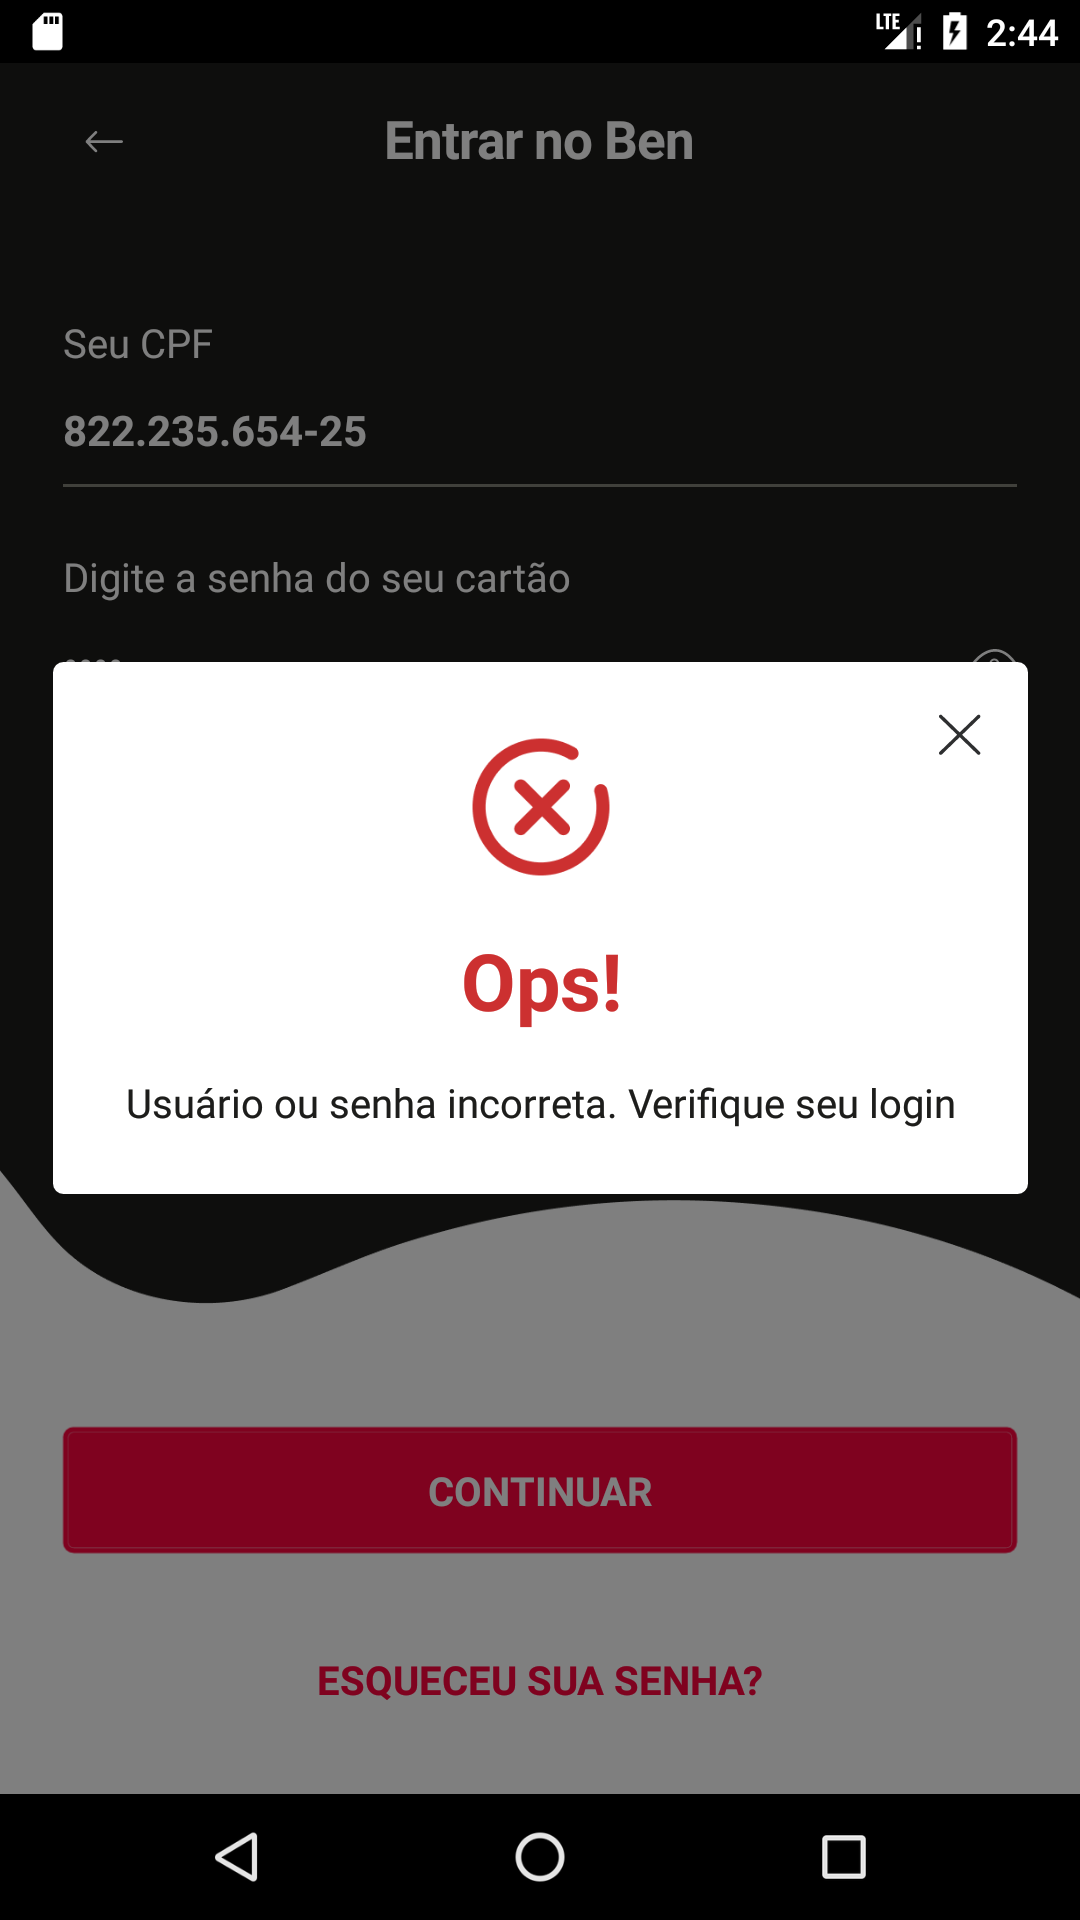 LTE 2:44
Entrar no Ben
Seu CPF
822.235.654-25
Digite a senha do seu cartão
Ops!
Usuário ou senha incorreta. Verifique seu login
CONTINUAR
ESQUECEU SUA SENHA?